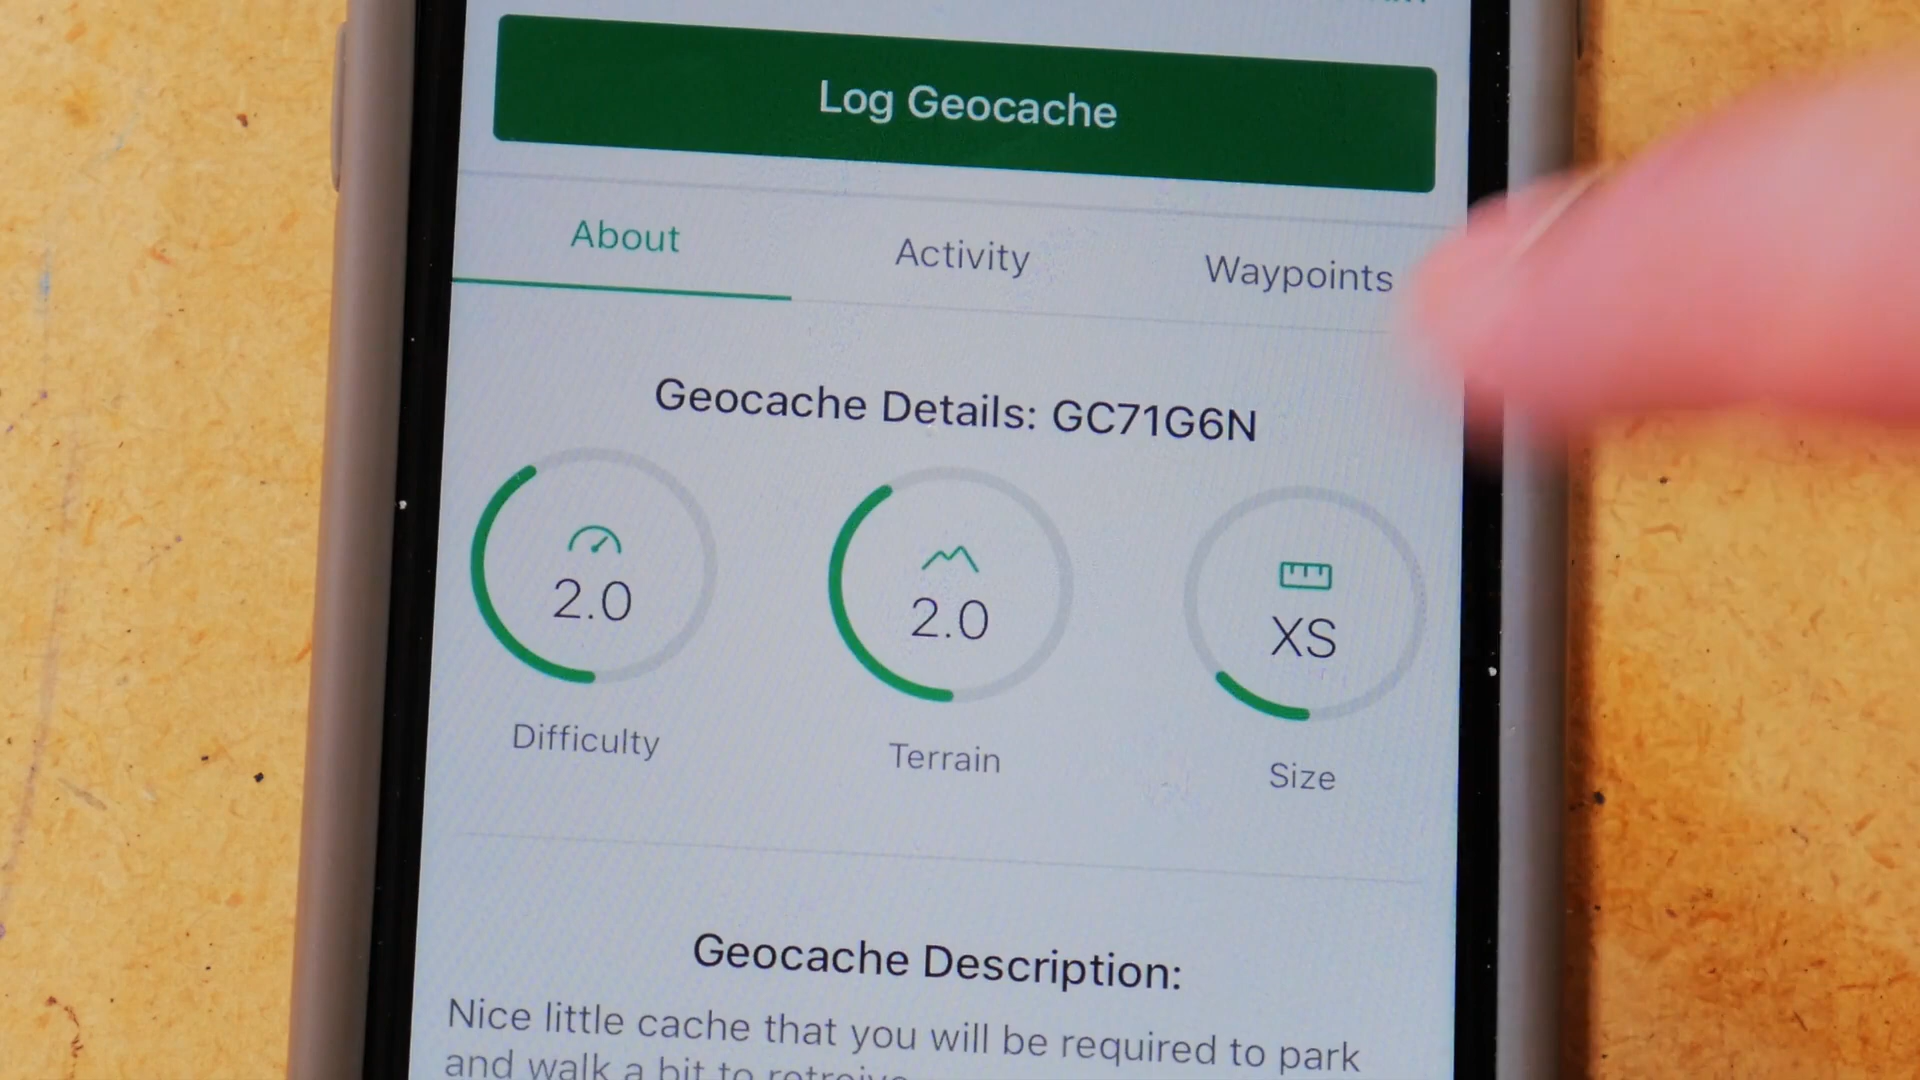 Log Geocache
About Activity Waypoints
Geocache Details: GC71G6N
2.0 2.0 XS
Difficulty Terrain Size
Geocache Description:
Nice little cache that you will be required to park
and walk a bit to